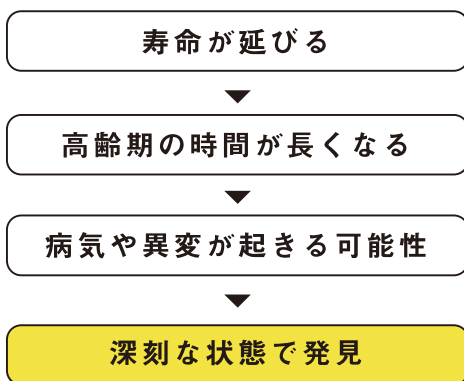 寿命が延びる
高齢期の時間が長くなる
病気や異変が起きる可能性
深刻な状態で発見